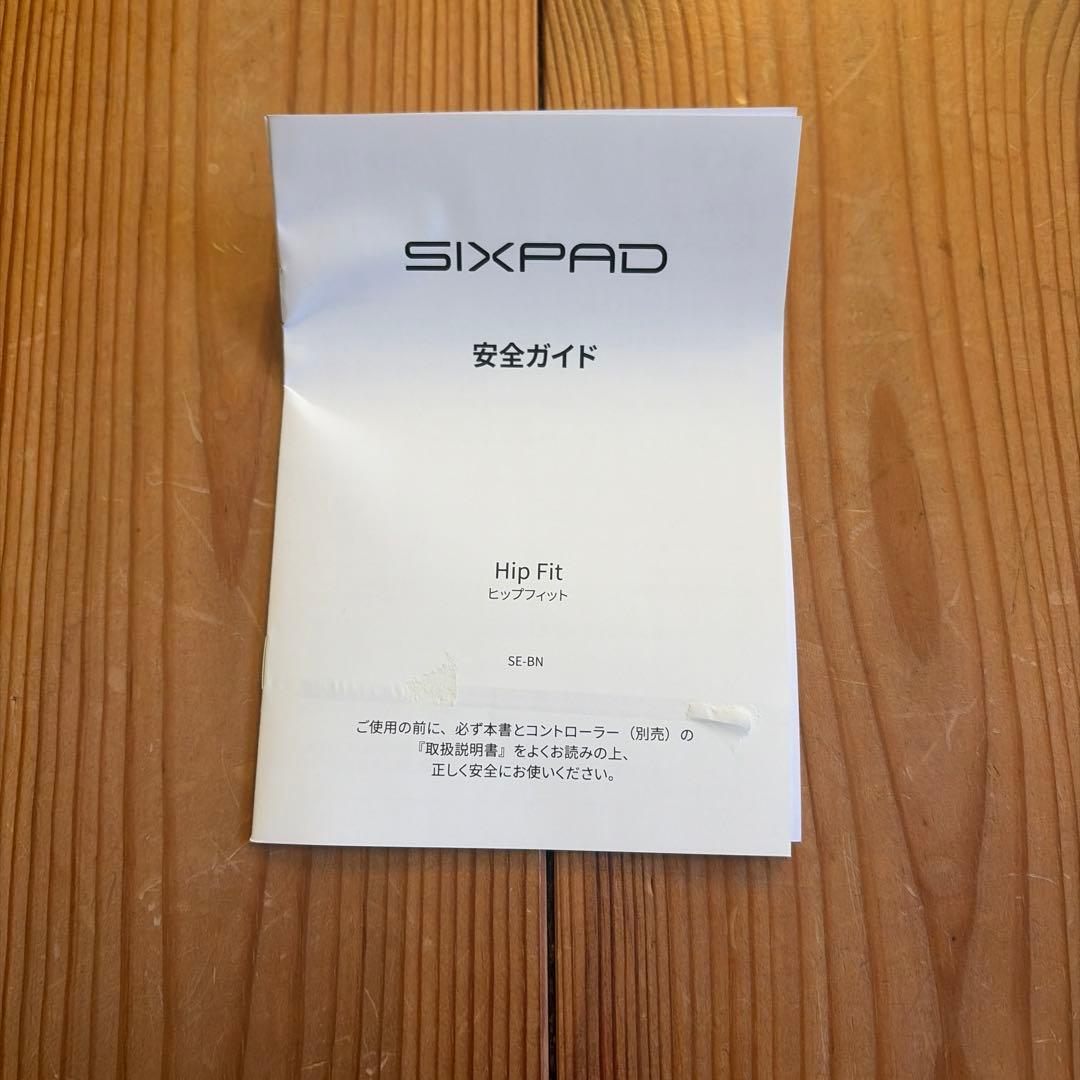 SIXPAD
安全ガイド
Hip Fit
ヒップフィット
SE-BN
ご使用の前に、必ず本書とコントローラー（別売）の
『取扱説明書』をよくお読みの上、
正しく安全にお使いください。